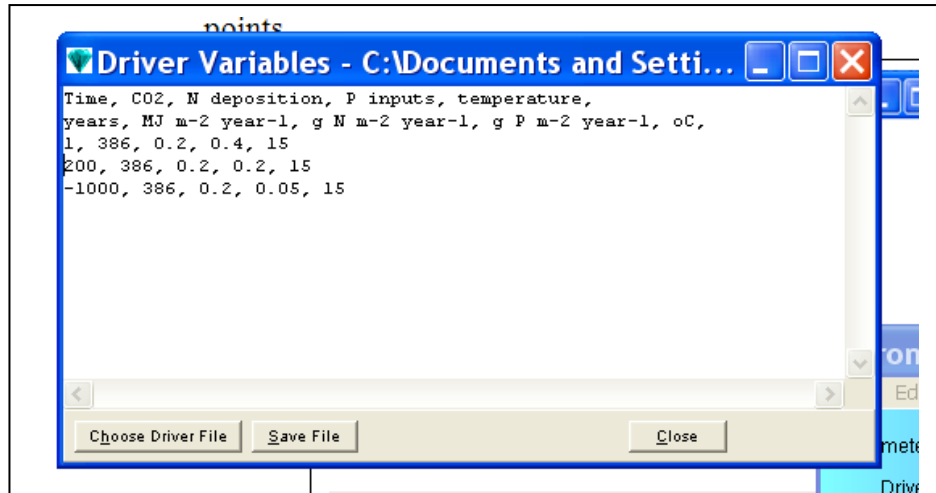 points
Driver Variables - C:\Documents and Setti...
Time, CO2, N deposition, P inputs, temperature,
years, MJ m-2 year-1, g N m-2 year-1, g P m-2 year-1, oC,
1, 386, 0.2, 0.4, 15
200, 386, 0.2, 0.2, 15
-1000, 386, 0.2, 0.05, 15
Choose Driver File Save File Close
Ed